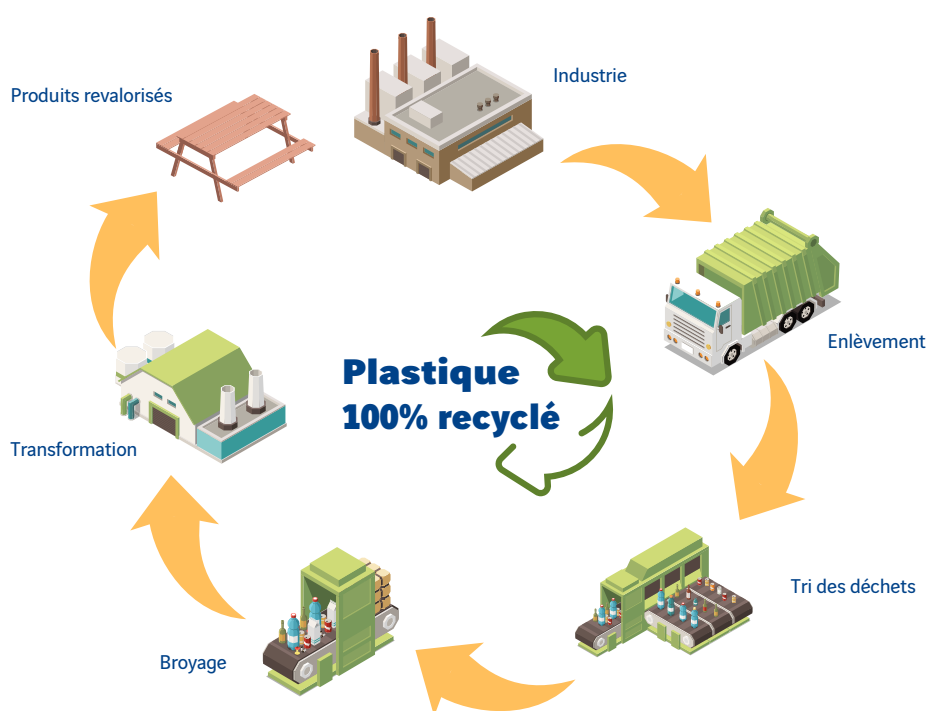 Produits revalorisés
Industrie
Enlèvement
Plastique
100% recyclé
Transformation
Tri des déchets
Broyage